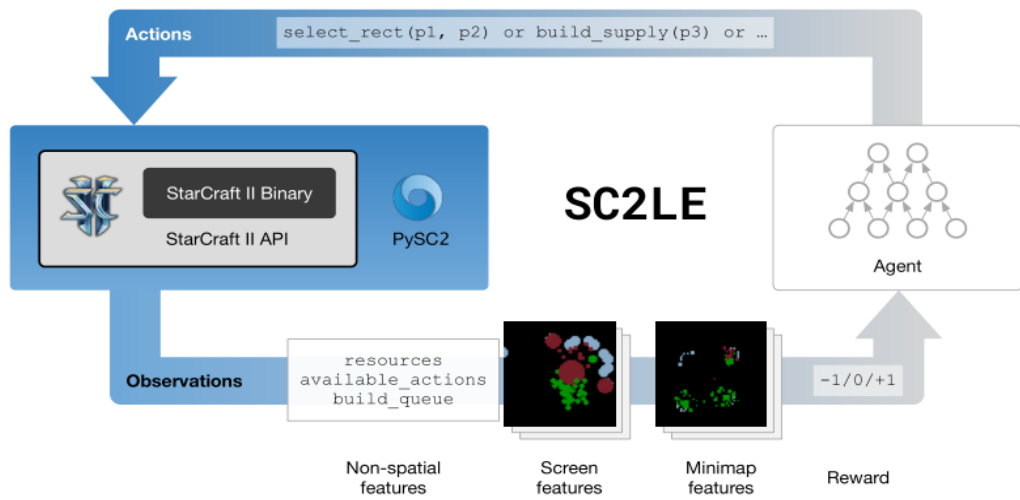 Actions
select_rect(p1, p2) or build_supply(p3) or …
SC
StarCraft II Binary
StarCraft II API
PySC2
SC2LE
Agent
Observations
resources
available_actions
build_queue
-1/0/+1
Non-spatial
features
Screen
features
Minimap
features
Reward